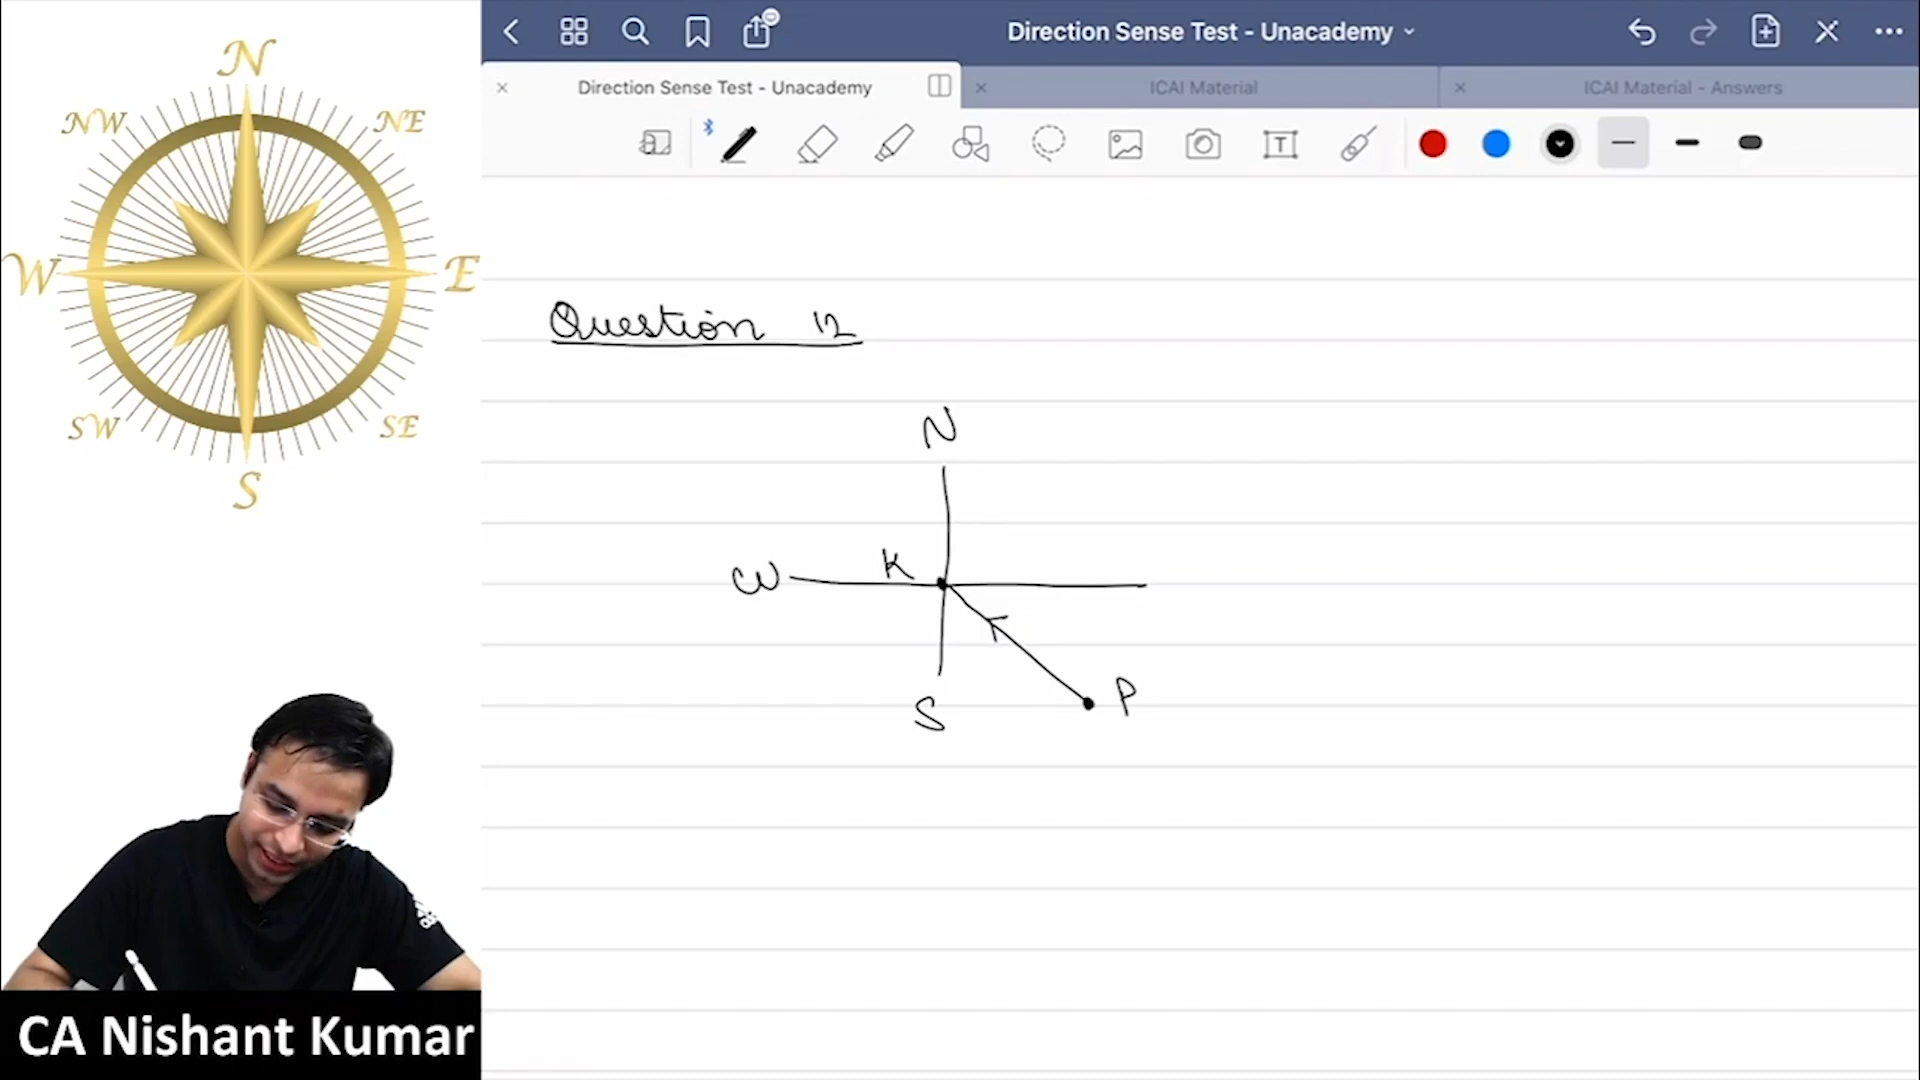 N
NW
NE
W
E
SW
SE
S
CA Nishant Kumar
Direction Sense Test - Unacademy
Direction Sense Test - Unacademy
ICAI Material
ICAI Material - Answers
T
Question 12
N
K
W
S
P